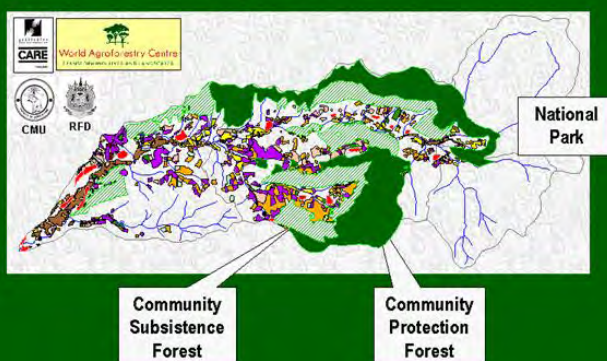 CARE
World Agroforestry Centre
CMU
RFD
National
Park
Community
Subsistence
Forest
Community
Protection
Forest